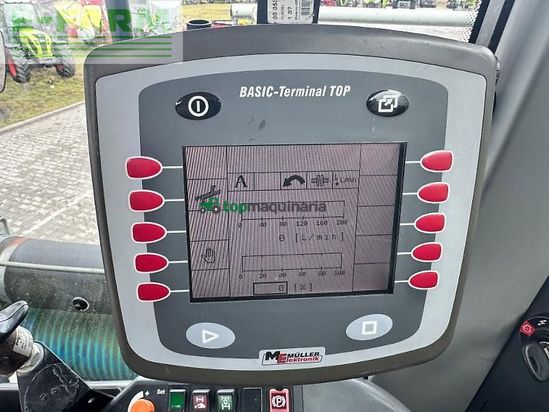 BASIC-Terminal TOP
A
topmaquinaria
0 40 80 120 160 200
0 [L/min]
0 20 40 60 80 100
0 [%]
MÜLLER
Elektronik
Set